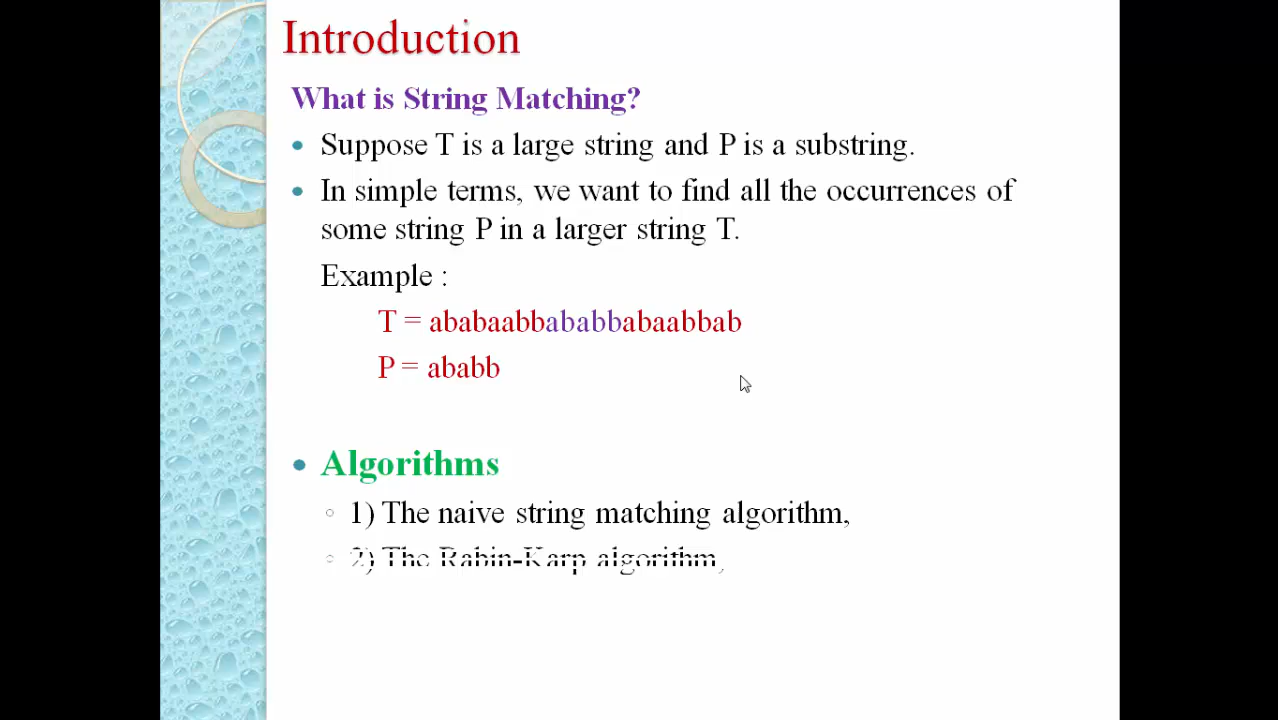 Introduction
What is String Matching?
• Suppose T is a large string and P is a substring.
• In simple terms, we want to find all the occurrences of
some string P in a larger string T.
Example :
T = ababaabbababbabaabbab
P = ababb
• Algorithms
◦ 1) The naive string matching algorithm,
◦ 2) The Rabin-Karp algorithm,